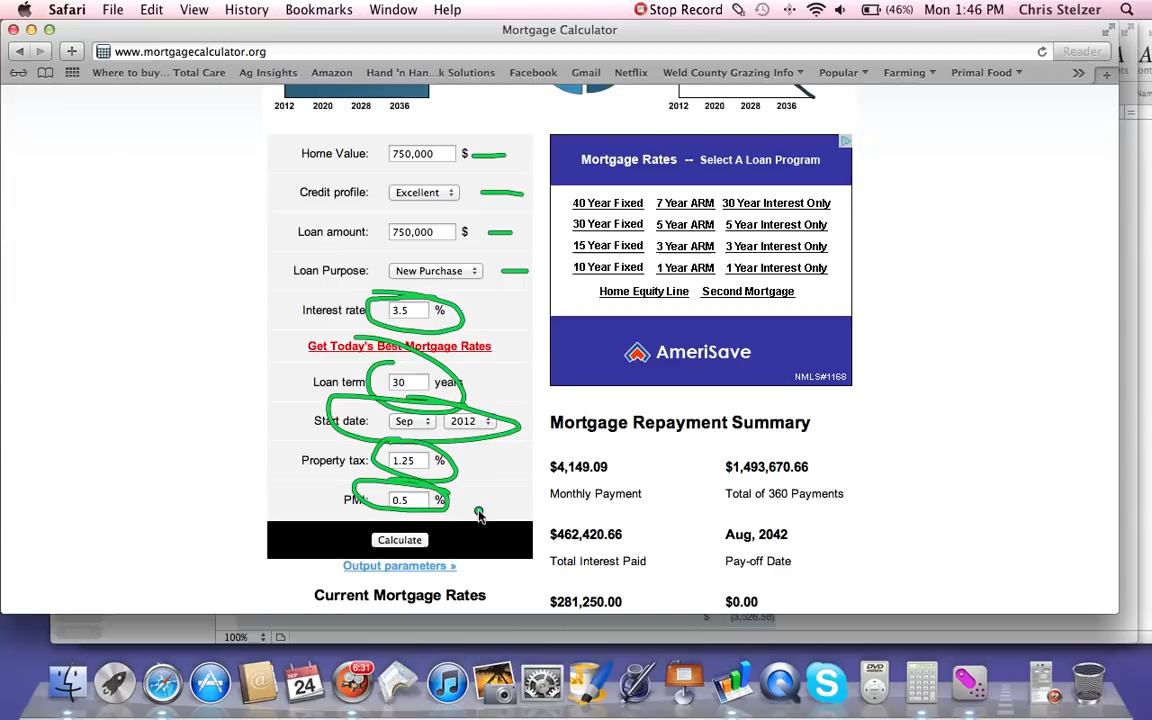 Safari File Edit View History Bookmarks Window Help Stop Record (46%) Mon 1:46 PM Chris Stelzer
Mortgage Calculator
www.mortgagecalculator.org Reader
Where to buy... Total Care Ag Insights Amazon Hand 'n Han...k Solutions Facebook Gmail Netflix Weld County Grazing Info Popular Farming Primal Food »
2012 2020 2028 2036 2012 2020 2028 2036
Home Value: 750,000 $
Credit profile: Excellent
Loan amount: 750,000 $
Loan Purpose: New Purchase
Interest rate 3.5 %
Get Today's Best Mortgage Rates
Loan term 30 years
Start date: Sep 2012
Property tax: 1.25 %
PMI: 0.5 %
Calculate
Output parameters »
Current Mortgage Rates
Mortgage Rates -- Select A Loan Program
40 Year Fixed 7 Year ARM 30 Year Interest Only
30 Year Fixed 5 Year ARM 5 Year Interest Only
15 Year Fixed 3 Year ARM 3 Year Interest Only
10 Year Fixed 1 Year ARM 1 Year Interest Only
Home Equity Line Second Mortgage
AmeriSave
NMLS#1168
Mortgage Repayment Summary
$4,149.09 $1,493,670.66
Monthly Payment Total of 360 Payments
$462,420.66 Aug, 2042
Total Interest Paid Pay-off Date
$281,250.00 $0.00
100% (3,526.58)
6:31
24